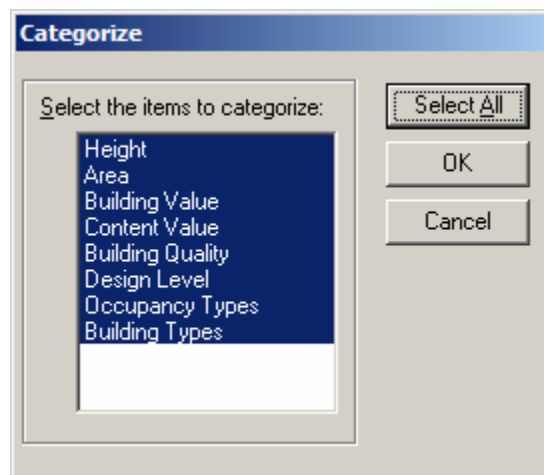 Categorize
Select the items to categorize:
Height
Area
Building Value
Content Value
Building Quality
Design Level
Occupancy Types
Building Types
Select All
OK
Cancel